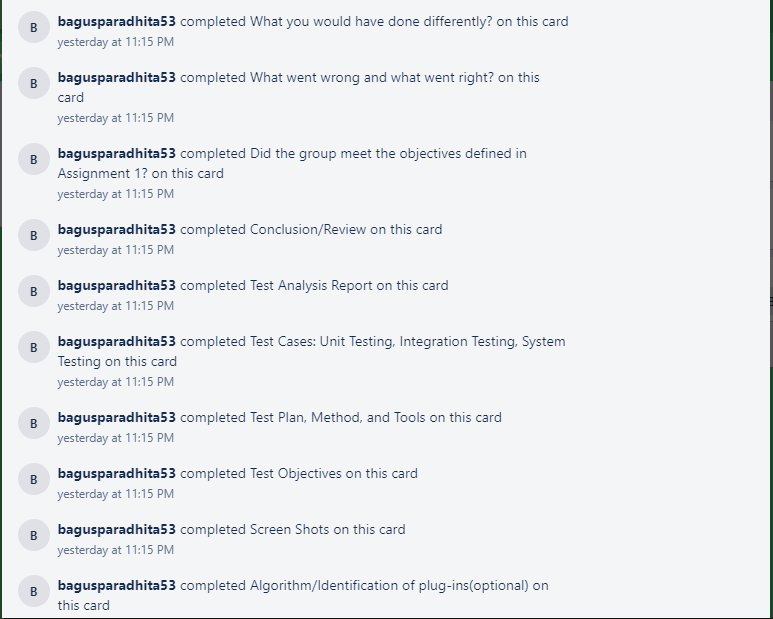 B
bagusparadhita53 completed What you would have done differently? on this card
yesterday at 11:15 PM
B
bagusparadhita53 completed What went wrong and what went right? on this
card
yesterday at 11:15 PM
B
bagusparadhita53 completed Did the group meet the objectives defined in
Assignment 1? on this card
yesterday at 11:15 PM
B
bagusparadhita53 completed Conclusion/Review on this card
yesterday at 11:15 PM
B
bagusparadhita53 completed Test Analysis Report on this card
yesterday at 11:15 PM
B
bagusparadhita53 completed Test Cases: Unit Testing, Integration Testing, System
Testing on this card
yesterday at 11:15 PM
B
bagusparadhita53 completed Test Plan, Method, and Tools on this card
yesterday at 11:15 PM
B
bagusparadhita53 completed Test Objectives on this card
yesterday at 11:15 PM
B
bagusparadhita53 completed Screen Shots on this card
yesterday at 11:15 PM
B
bagusparadhita53 completed Algorithm/Identification of plug-ins(optional) on
this card